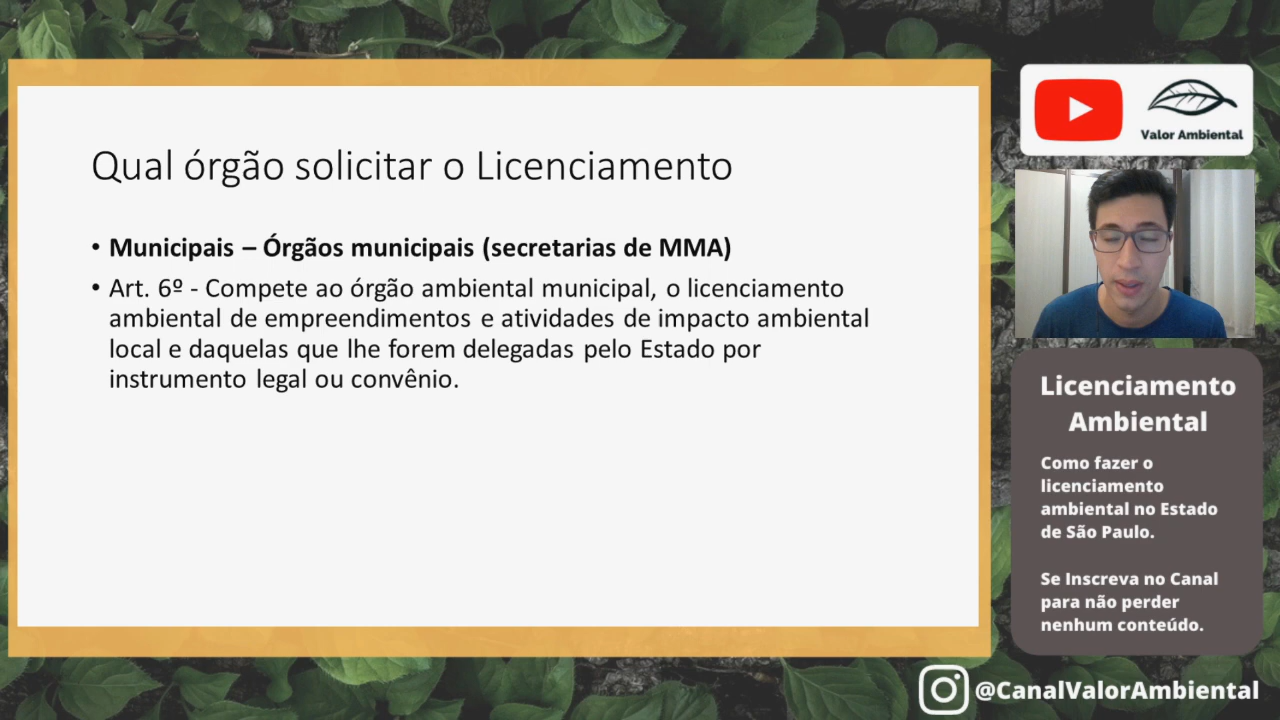 Qual órgão solicitar o Licenciamento
• Municipais – Órgãos municipais (secretarias de MMA)
• Art. 6º - Compete ao órgão ambiental municipal, o licenciamento
ambiental de empreendimentos e atividades de impacto ambiental
local e daquelas que lhe forem delegadas pelo Estado por
instrumento legal ou convênio.
Valor Ambiental
Licenciamento
Ambiental
Como fazer o
licenciamento
ambiental no Estado
de São Paulo.
Se Inscreva no Canal
para não perder
nenhum conteúdo.
@CanalValorAmbiental